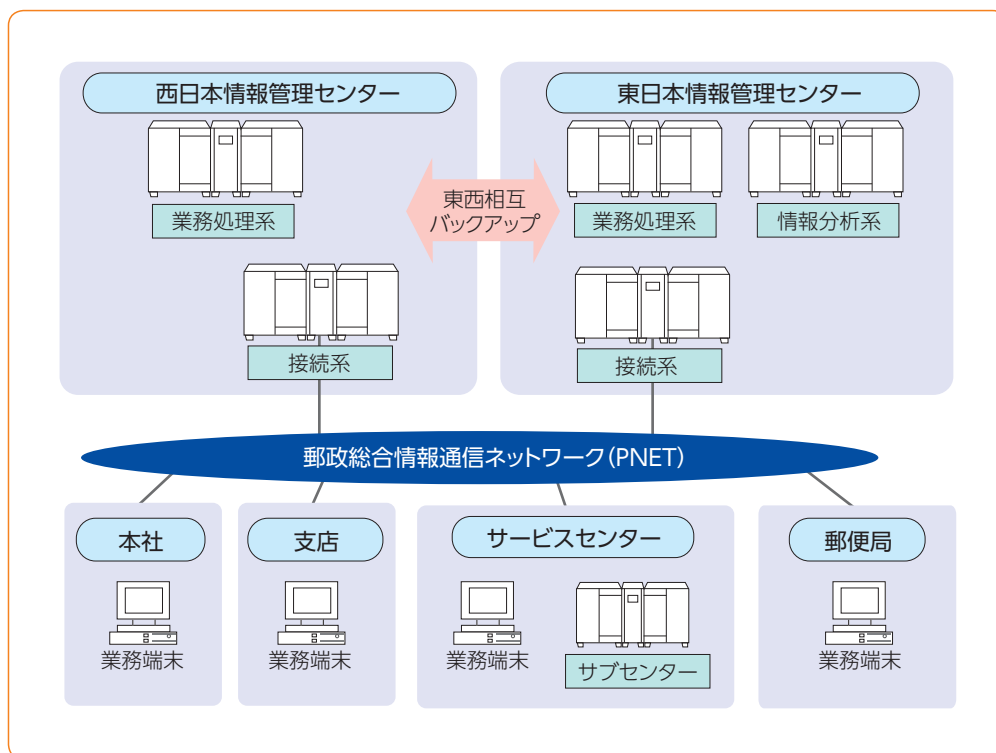 西日本情報管理センター
東日本情報管理センター
業務処理系
東西相互
バックアップ
業務処理系
情報分析系
接続系
接続系
郵政総合情報通信ネットワーク(PNET)
本社
支店
サービスセンター
郵便局
業務端末
業務端末
業務端末
サブセンター
業務端末